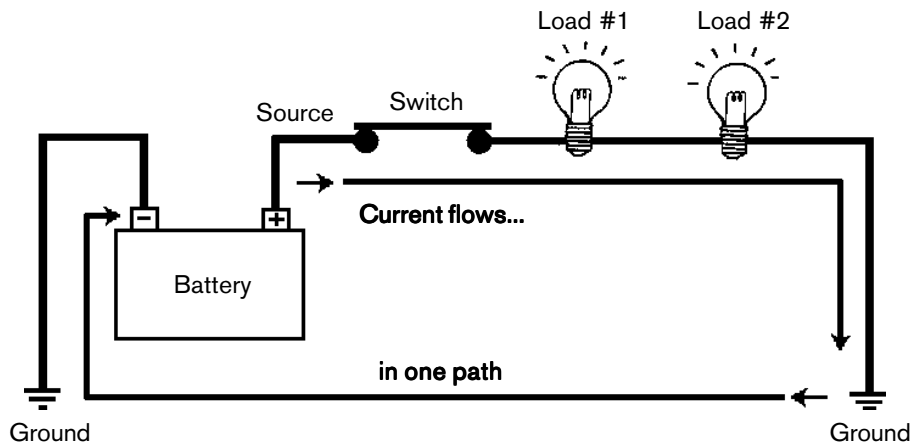 Load #1
Load #2
Source
Switch
-
+
Current flows...
Battery
in one path
Ground
Ground